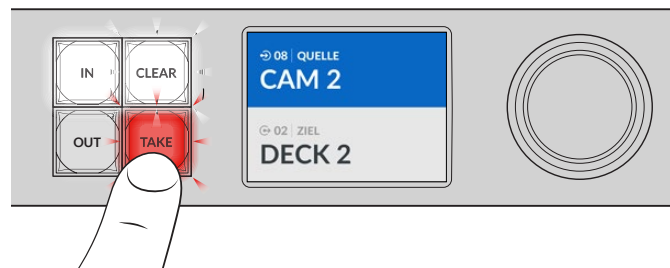 IN
CLEAR
OUT
TAKE
08 | QUELLE
CAM 2
02 | ZIEL
DECK 2